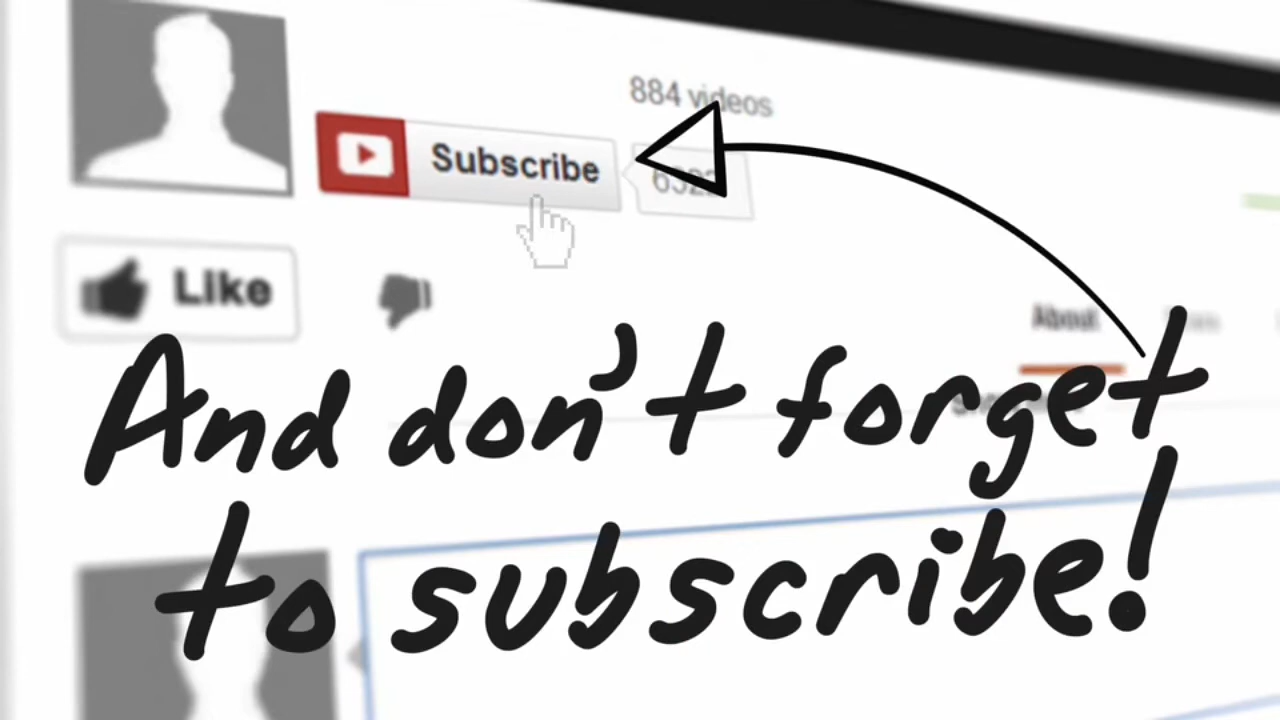 884 videos
Subscribe
Like
About
And don't forget
to subscribe!